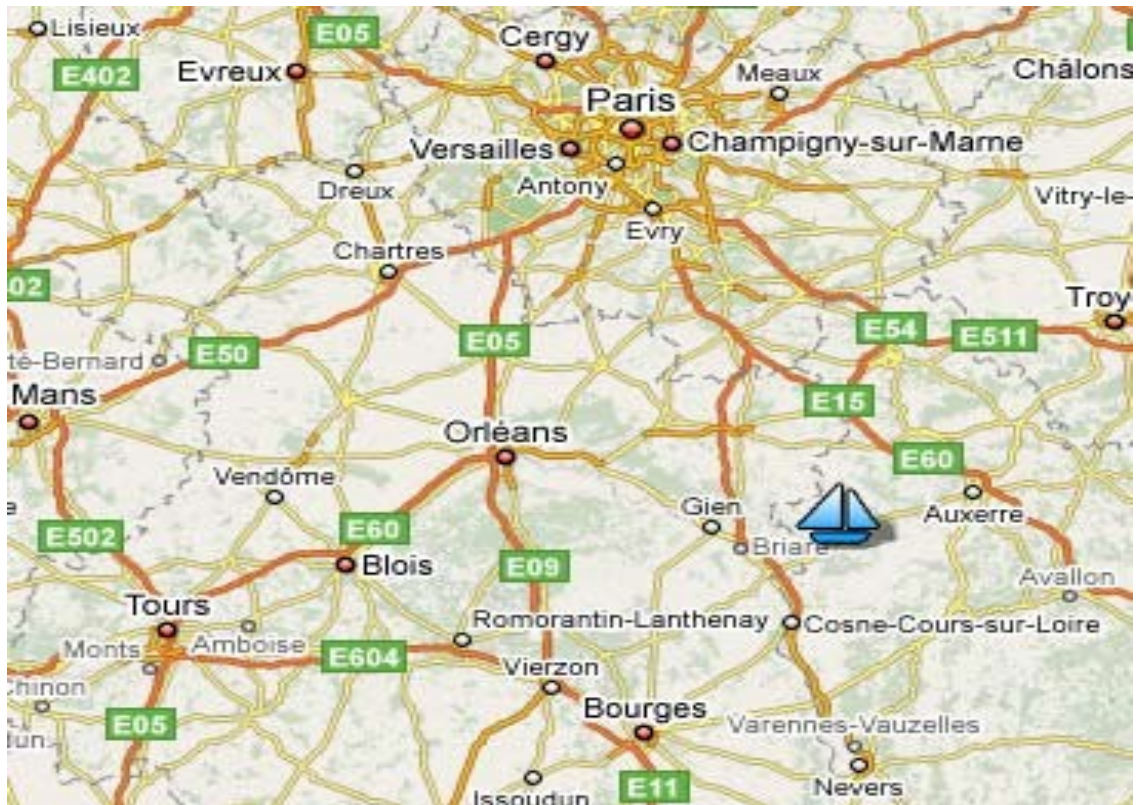 Lisieux
E05
Cergy
E402
Evreux
Meaux
Châlons
Paris
Versailles
Champigny-sur-Marne
Antony
Dreux
Vitry-le-
Evry
Chartres
02
Troy
E54
E05
E511
E50
té-Bernard
Mans
E15
Orléans
E60
Vendôme
Gien
Auxerre
E60
E502
Briare
Blois
E09
Avallon
Tours
Romorantin-Lanthenay
Cosne-Cours-sur-Loire
Amboise
Monts
E604
Vierzon
Chinon
Bourges
E05
Varennes-Vauzelles
Nevers
E11
Issoudun